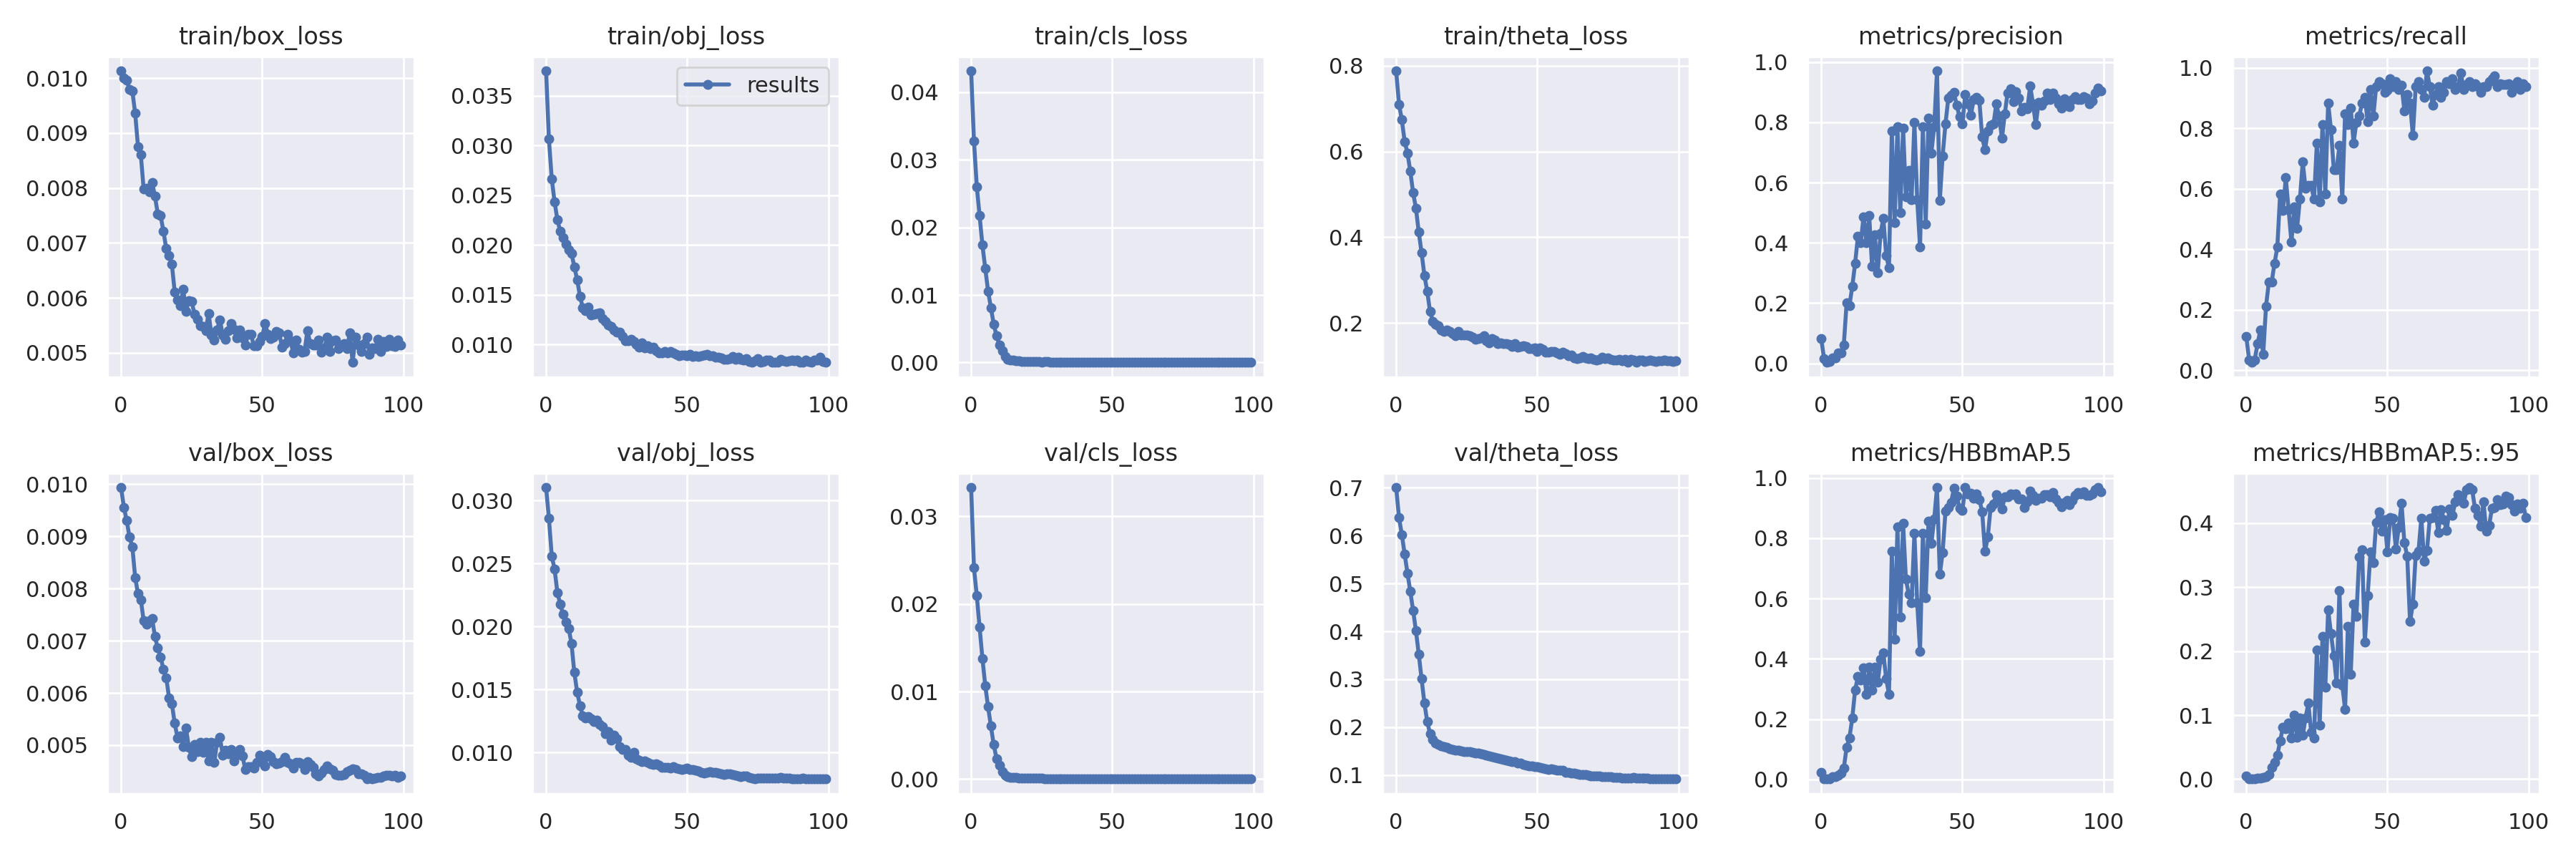 train/box_loss
train/obj_loss
train/cls_loss
train/theta_loss
metrics/precision
metrics/recall
0.010
0.009
0.008
0.007
0.006
0.005
0 50 100
results
0.035
0.030
0.025
0.020
0.015
0.010
0 50 100
0.04
0.03
0.02
0.01
0.00
0 50 100
0.8
0.6
0.4
0.2
0 50 100
1.0
0.8
0.6
0.4
0.2
0.0
0 50 100
1.0
0.8
0.6
0.4
0.2
0.0
0 50 100
val/box_loss
val/obj_loss
val/cls_loss
val/theta_loss
metrics/HBBmAP.5
metrics/HBBmAP.5:.95
0.010
0.009
0.008
0.007
0.006
0.005
0 50 100
0.030
0.025
0.020
0.015
0.010
0 50 100
0.03
0.02
0.01
0.00
0 50 100
0.7
0.6
0.5
0.4
0.3
0.2
0.1
0 50 100
1.0
0.8
0.6
0.4
0.2
0.0
0 50 100
0.4
0.3
0.2
0.1
0.0
0 50 100